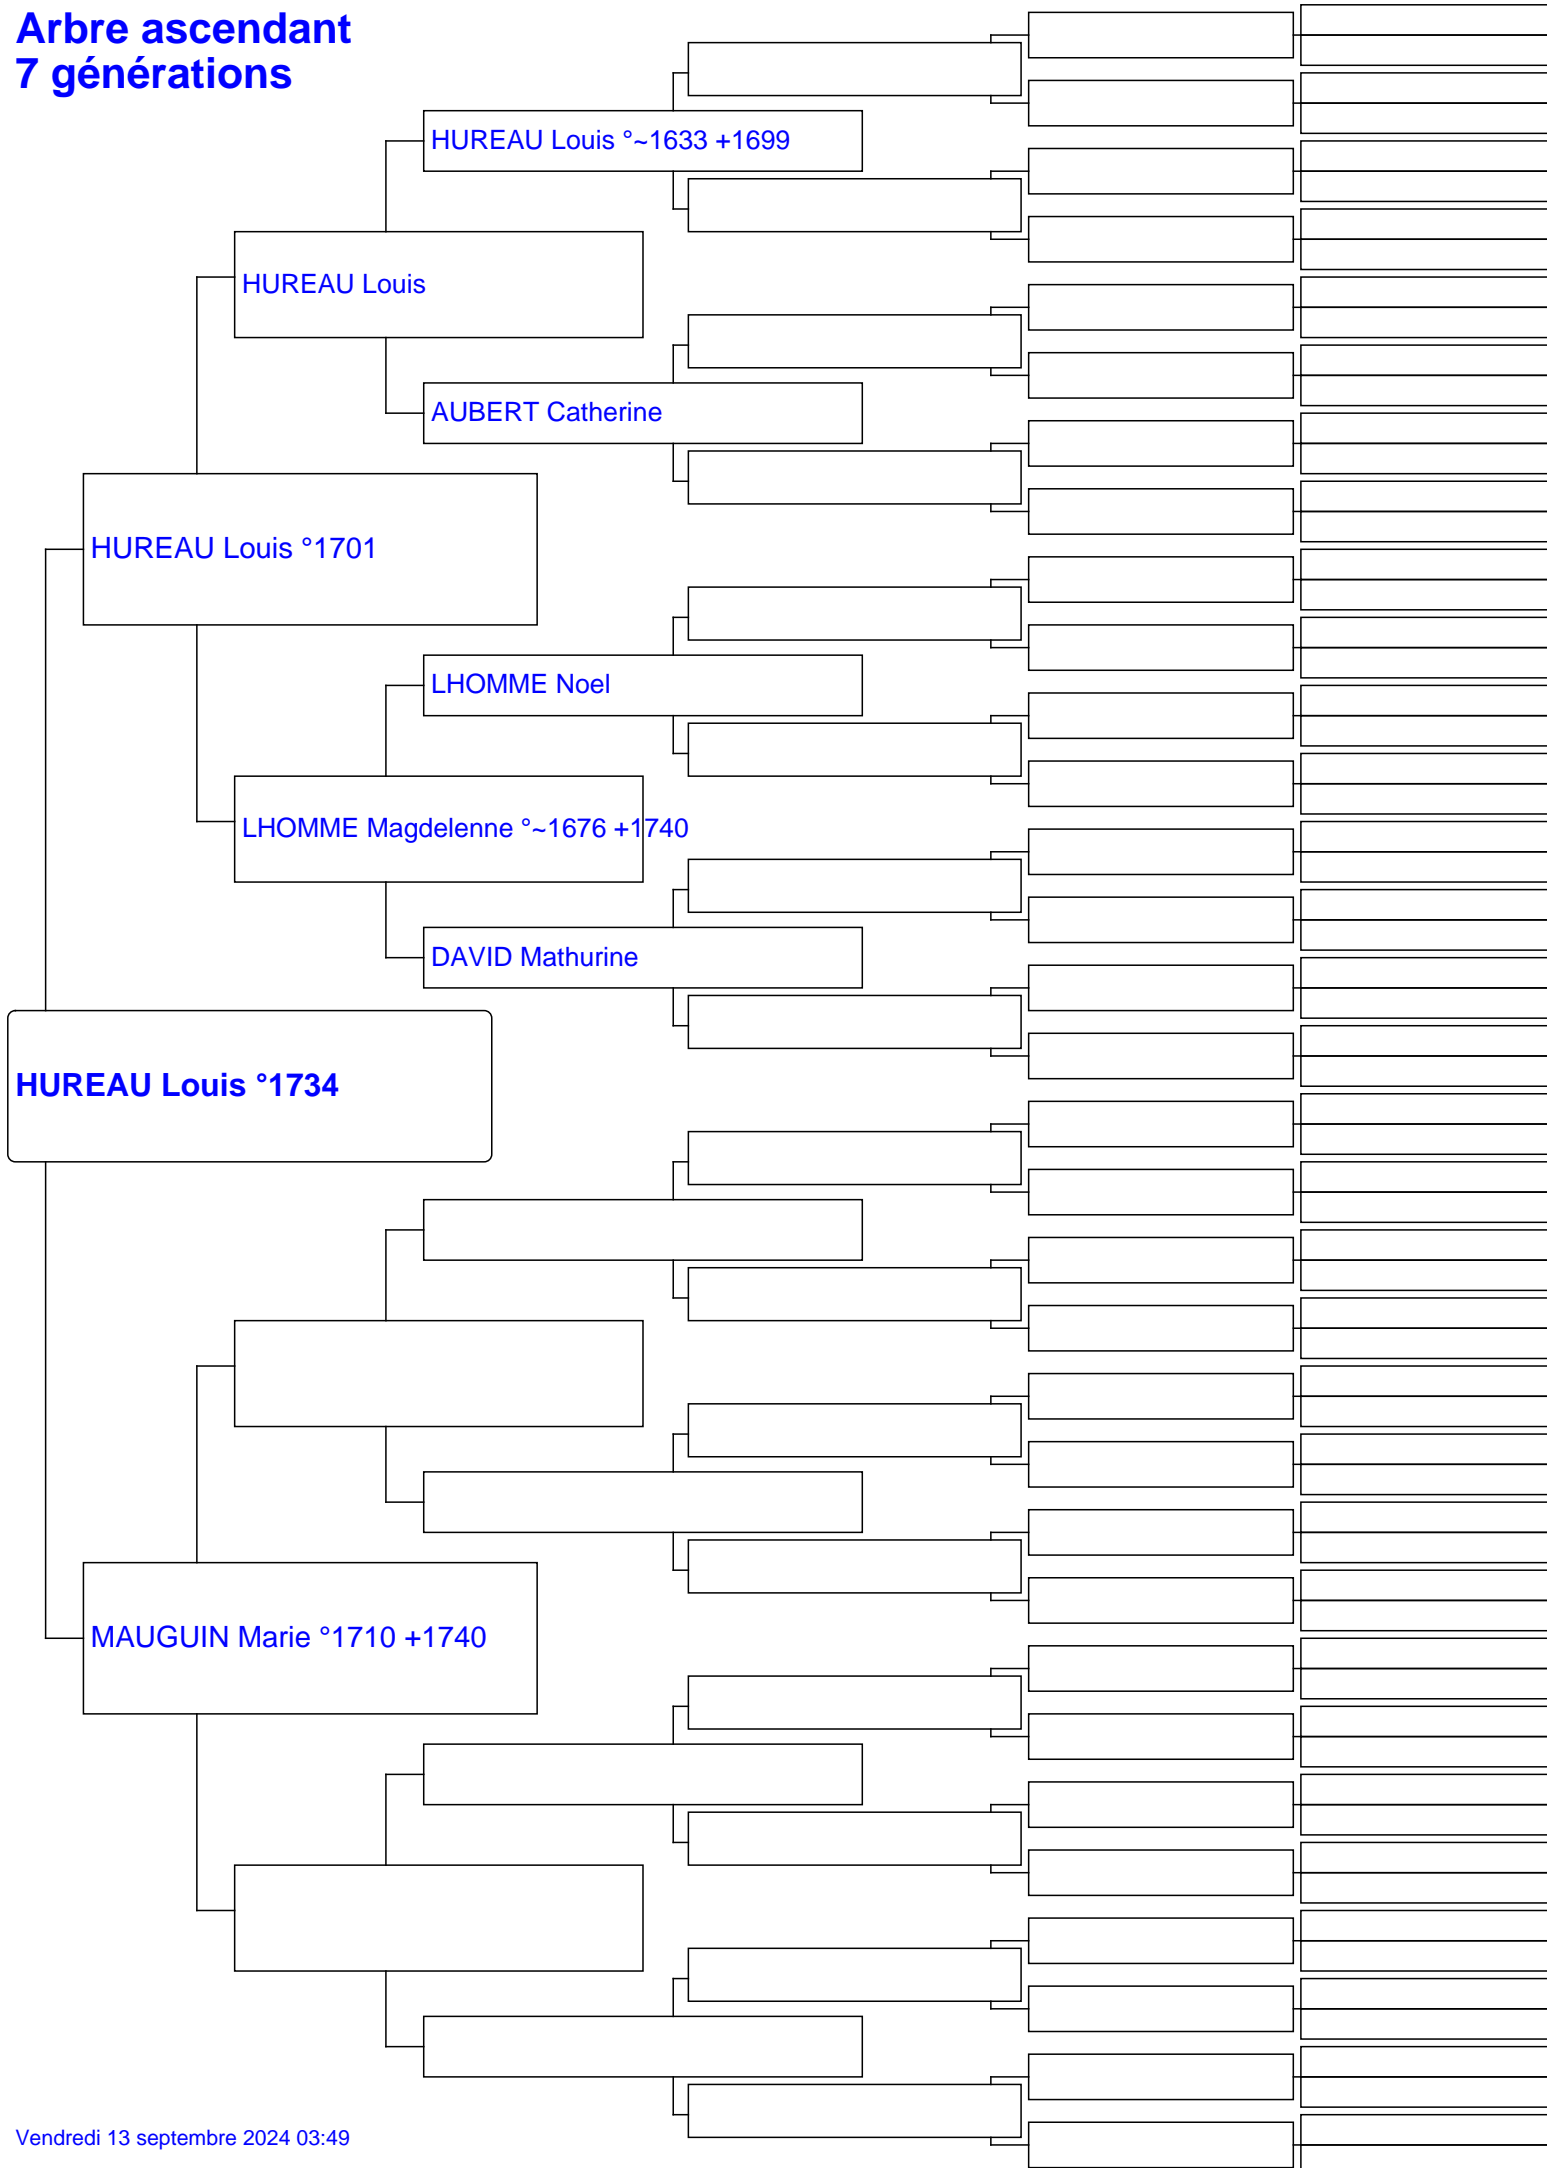 Arbre ascendant
7 générations
HUREAU Louis °~1633 +1699
HUREAU Louis
AUBERT Catherine
HUREAU Louis °1701
LHOMME Noel
LHOMME Magdelenne °~1676 +1740
DAVID Mathurine
HUREAU Louis °1734
MAUGUIN Marie °1710 +1740
Vendredi 13 septembre 2024 03:49